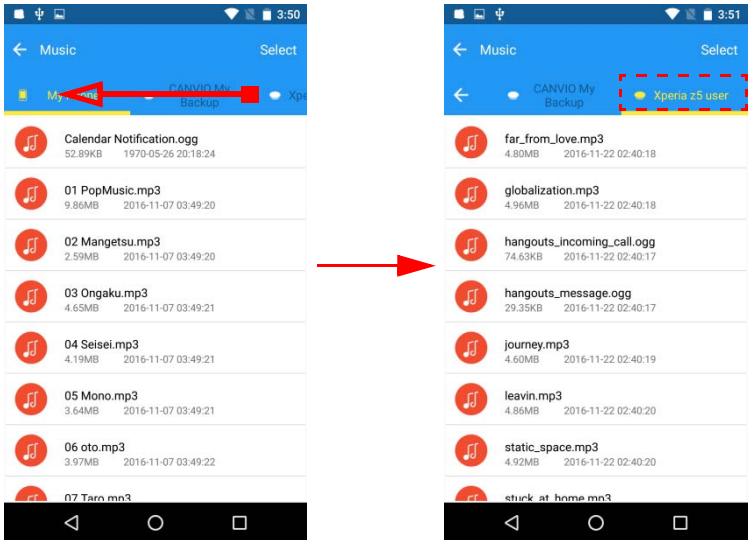 3:50
Music
Select
My Phone
CANVIO My
Backup
Xpe
Calendar Notification.ogg
52.89KB 1970-05-26 20:18:24
01 PopMusic.mp3
9.86MB 2016-11-07 03:49:20
02 Mangetsu.mp3
2.59MB 2016-11-07 03:49:20
03 Ongaku.mp3
4.65MB 2016-11-07 03:49:21
04 Seisei.mp3
4.19MB 2016-11-07 03:49:21
05 Mono.mp3
3.64MB 2016-11-07 03:49:21
06 oto.mp3
3.97MB 2016-11-07 03:49:22
07 Taro.mp3
3:51
Music
Select
CANVIO My
Backup
Xperia z5 user
far_from_love.mp3
4.80MB 2016-11-22 02:40:18
globalization.mp3
4.96MB 2016-11-22 02:40:18
hangouts_incoming_call.ogg
74.63KB 2016-11-22 02:40:17
hangouts_message.ogg
29.35KB 2016-11-22 02:40:17
journey.mp3
4.60MB 2016-11-22 02:40:19
leavin.mp3
4.86MB 2016-11-22 02:40:20
static_space.mp3
4.92MB 2016-11-22 02:40:20
stuck_at_home.mp3